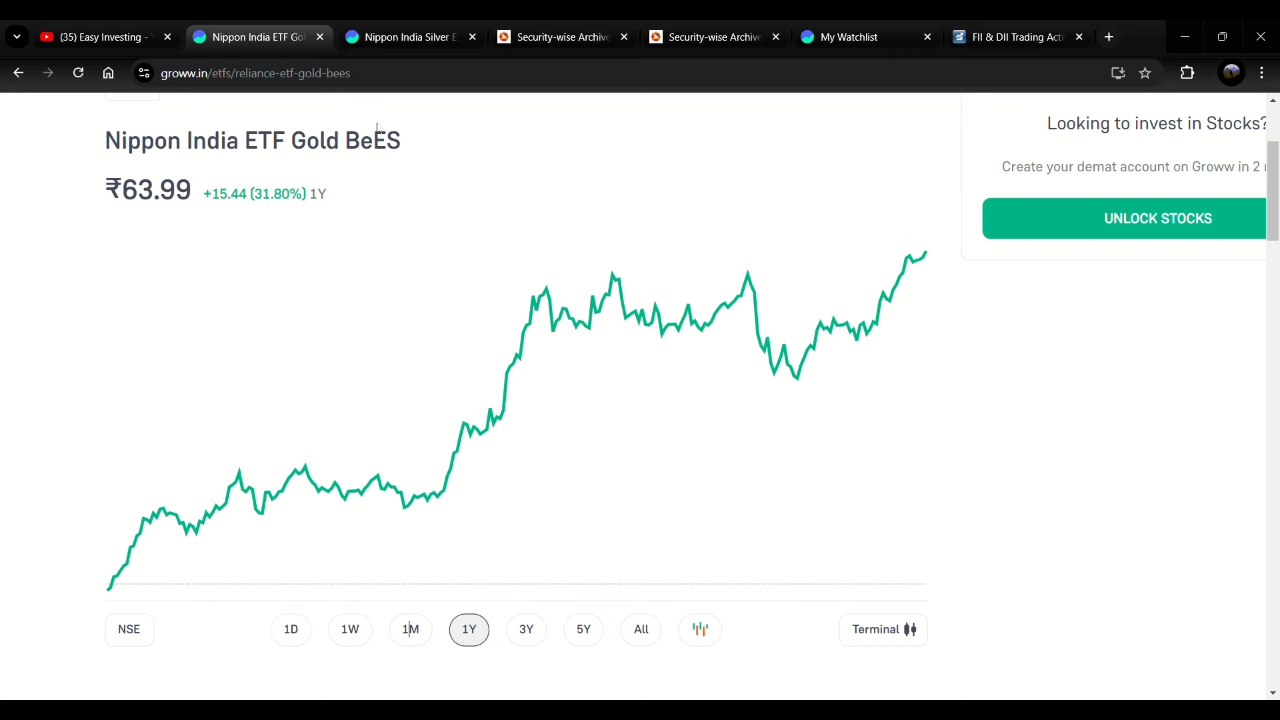 (35) Easy Investing -
Nippon India ETF Gol
Nippon India Silver E
Security-wise Archive
Security-wise Archive
My Watchlist
FII & DII Trading Acti
groww.in/etfs/reliance-etf-gold-bees
Nippon India ETF Gold BeES
₹63.99 +15.44 (31.80%) 1Y
Looking to invest in Stocks?
Create your demat account on Groww in 2
UNLOCK STOCKS
NSE
1D
1W
1M
1Y
3Y
5Y
All
Terminal